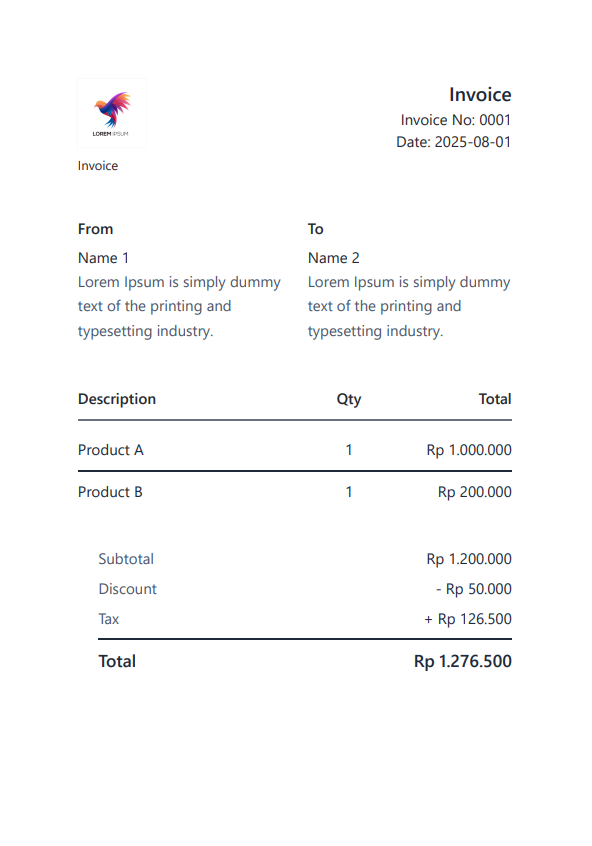 LOREM IPSUM
Invoice
Invoice
Invoice No: 0001
Date: 2025-08-01
From
Name 1
Lorem Ipsum is simply dummy
text of the printing and
typesetting industry.
To
Name 2
Lorem Ipsum is simply dummy
text of the printing and
typesetting industry.
Description Qty Total
Product A 1 Rp 1.000.000
Product B 1 Rp 200.000
Subtotal Rp 1.200.000
Discount - Rp 50.000
Tax + Rp 126.500
Total Rp 1.276.500